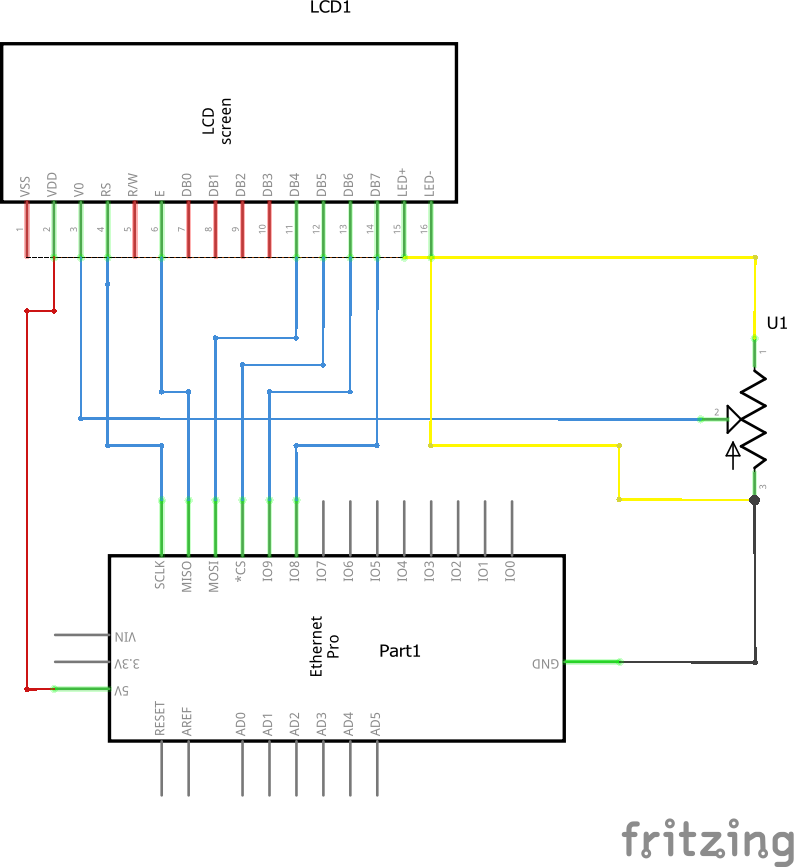 LCD1
LCD
screen
VSS VDD V0 RS R/W E DB0 DB1 DB2 DB3 DB4 DB5 DB6 DB7 LED+ LED-
1 2 3 4 5 6 7 8 9 10 11 12 13 14 15 16
U1
1
2
3
SCLK MISO MOSI *CS IO9 IO8 IO7 IO6 IO5 IO4 IO3 IO2 IO1 IO0
VIN
3.3V
5V
Ethernet
Pro
Part1
GND
RESET AREF AD0 AD1 AD2 AD3 AD4 AD5
fritzing